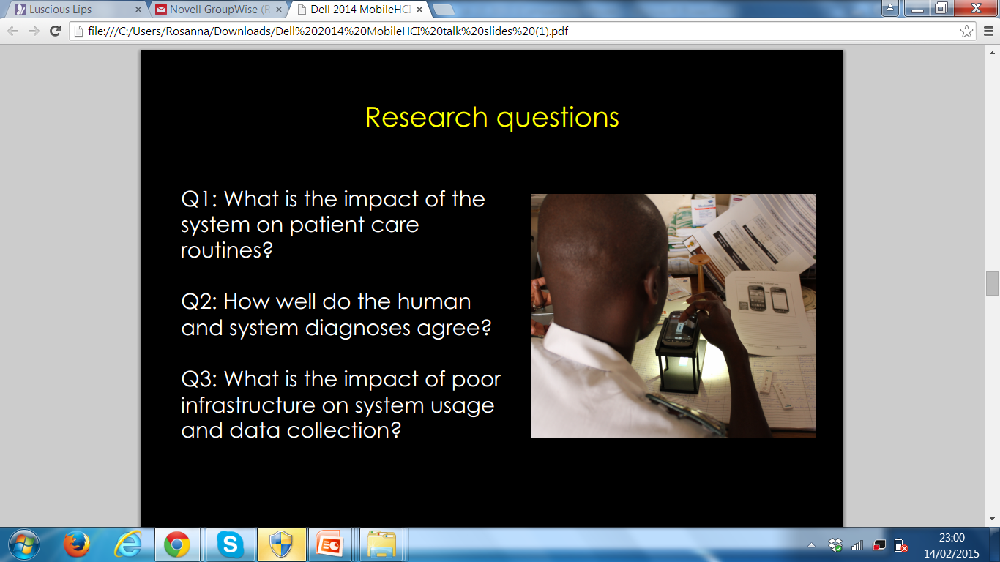 Luscious Lips
Novell GroupWise (R
Dell 2014 MobileHCI
file:///C:/Users/Rosanna/Downloads/Dell%202014%20MobileHCI%20talk%20slides%20(1).pdf
Research questions
Q1: What is the impact of the
system on patient care
routines?
Q2: How well do the human
and system diagnoses agree?
Q3: What is the impact of poor
infrastructure on system usage
and data collection?
23:00
14/02/2015